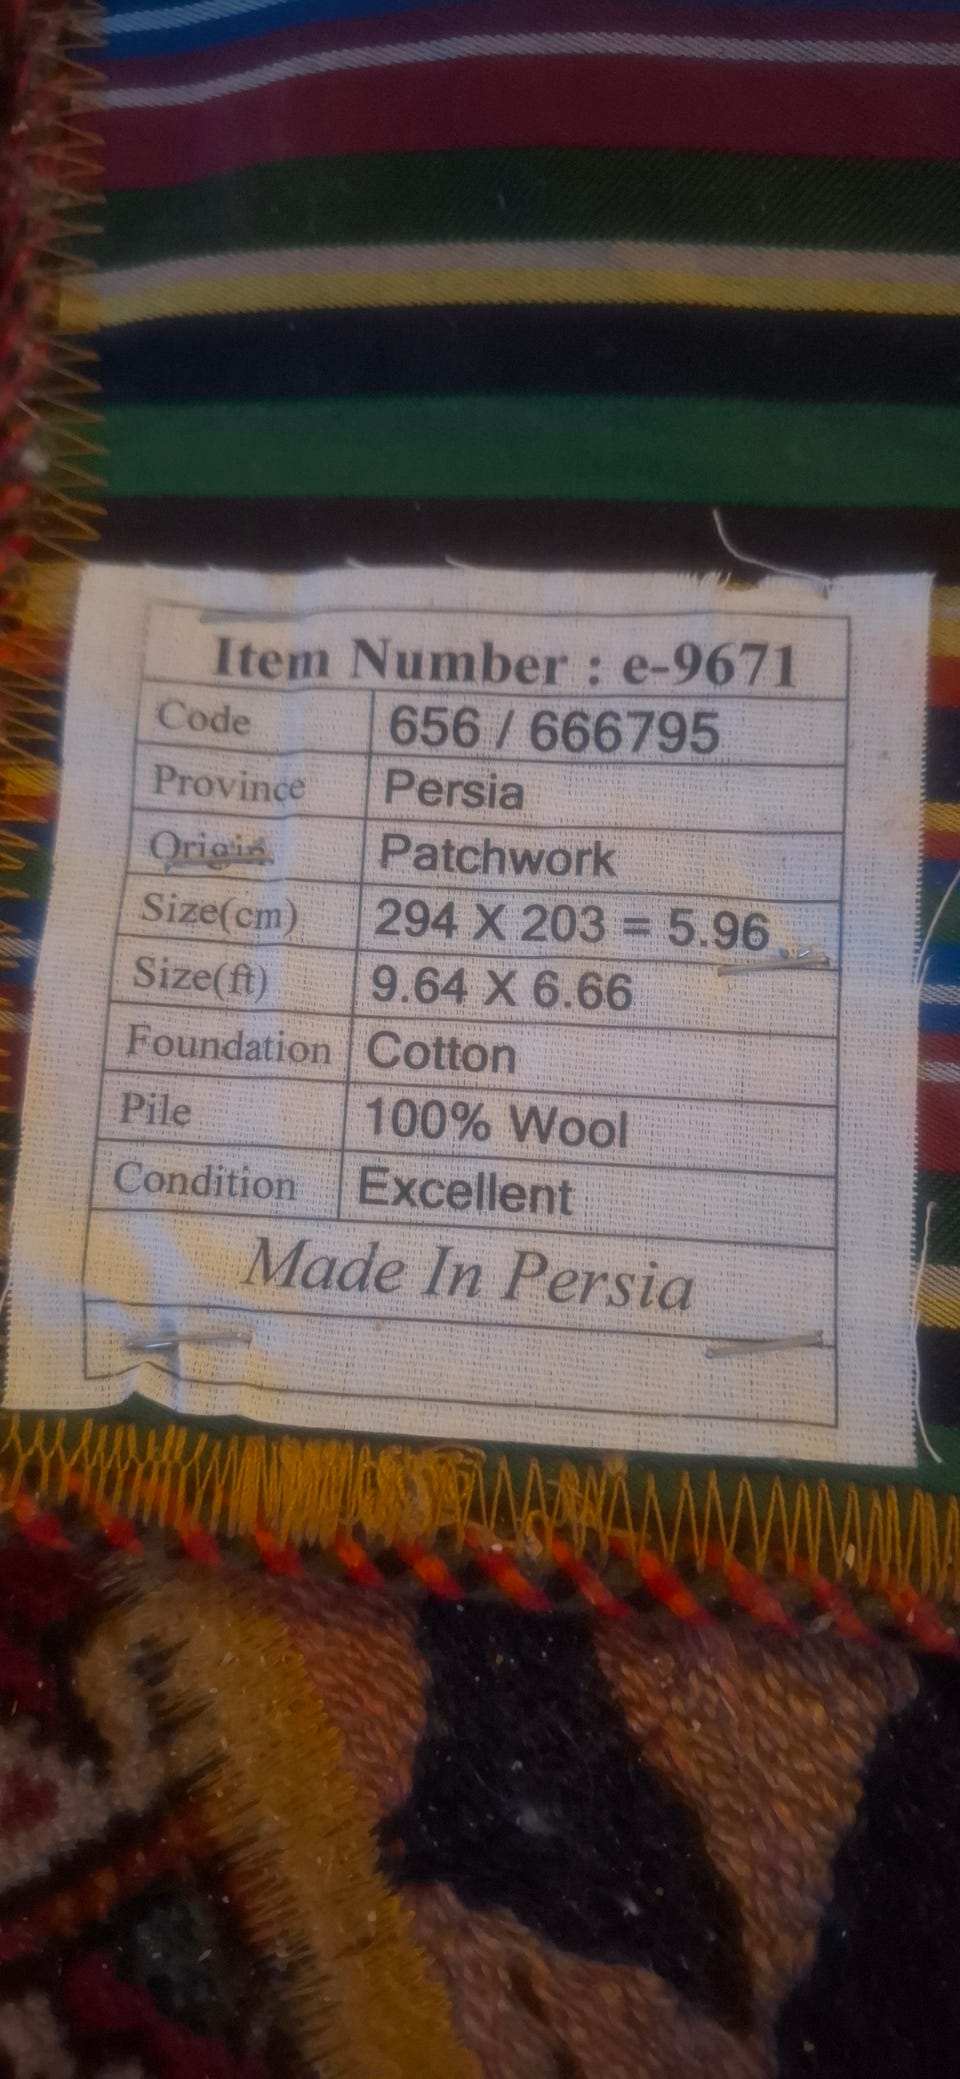 Item Number : e-9671
Code 656 / 666795
Province Persia
Origin Patchwork
Size(cm) 294 X 203 = 5.96
Size(ft) 9.64 X 6.66
Foundation Cotton
Pile 100% Wool
Condition Excellent
Made In Persia